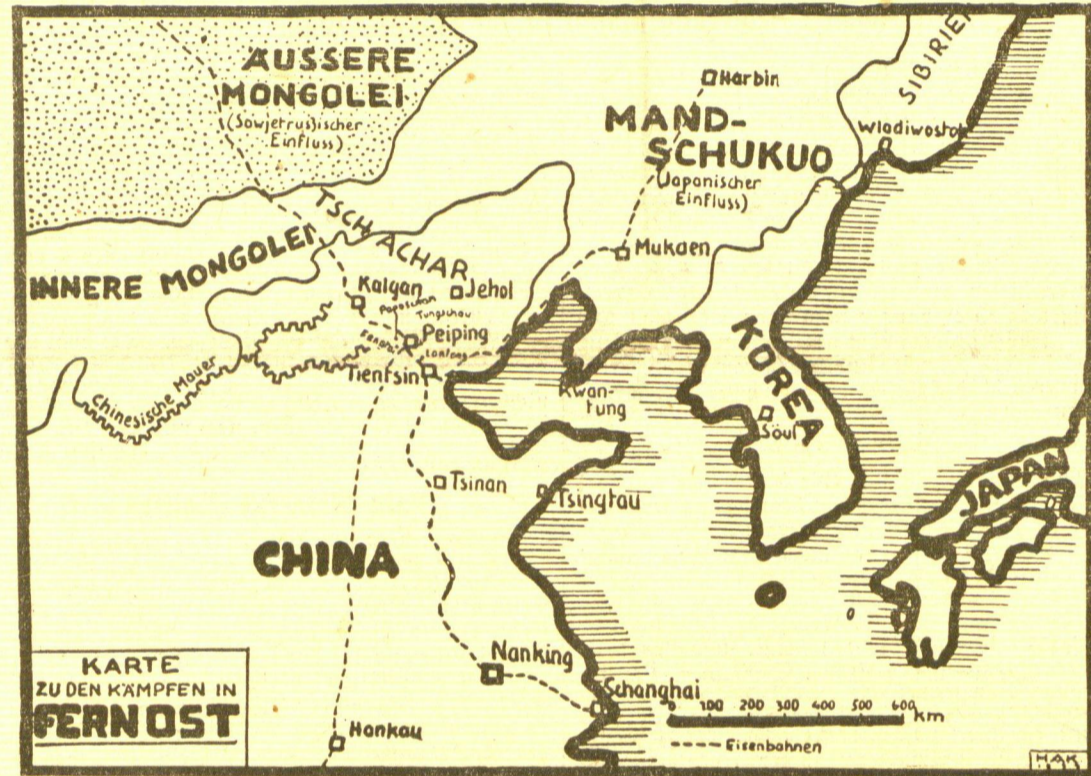 ÄUSSERE
MONGOLEI
(Sowjetrussischer
Einfluss)
SIBIRIEN
Harbin
MAND-
SCHUKUO
(Japanischer
Einfluss)
Wladiwostok
TSCHACHAR
INNERE MONGOLEI
Mukden
Kalgan
Jehol
Tungschau
Peiping
Tientsin
Chinesische Mauer
Kwan-
tung
KOREA
Söul
Tsinan
Tsingtau
JAPAN
CHINA
Nanking
Schanghai
Hankau
0 100 200 300 400 500 600 km
Eisenbahnen
KARTE
ZU DEN KÄMPFEN IN
FERNOST
HAK